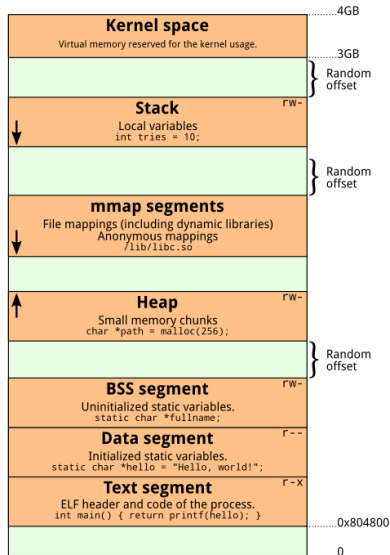 4GB
Kernel space
Virtual memory reserved for the kernel usage.
3GB
Random
offset
rw-
Stack
Local variables
int tries = 10;
Random
offset
mmap segments
File mappings (including dynamic libraries)
Anonymous mappings
/lib/libc.so
rw-
Heap
Small memory chunks
char *path = malloc(256);
Random
offset
rw-
BSS segment
Uninitialized static variables.
static char *fullname;
r--
Data segment
Initialized static variables.
static char *hello = "Hello, world!";
r-x
Text segment
ELF header and code of the process.
int main() { return printf(hello); }
0x804800
0